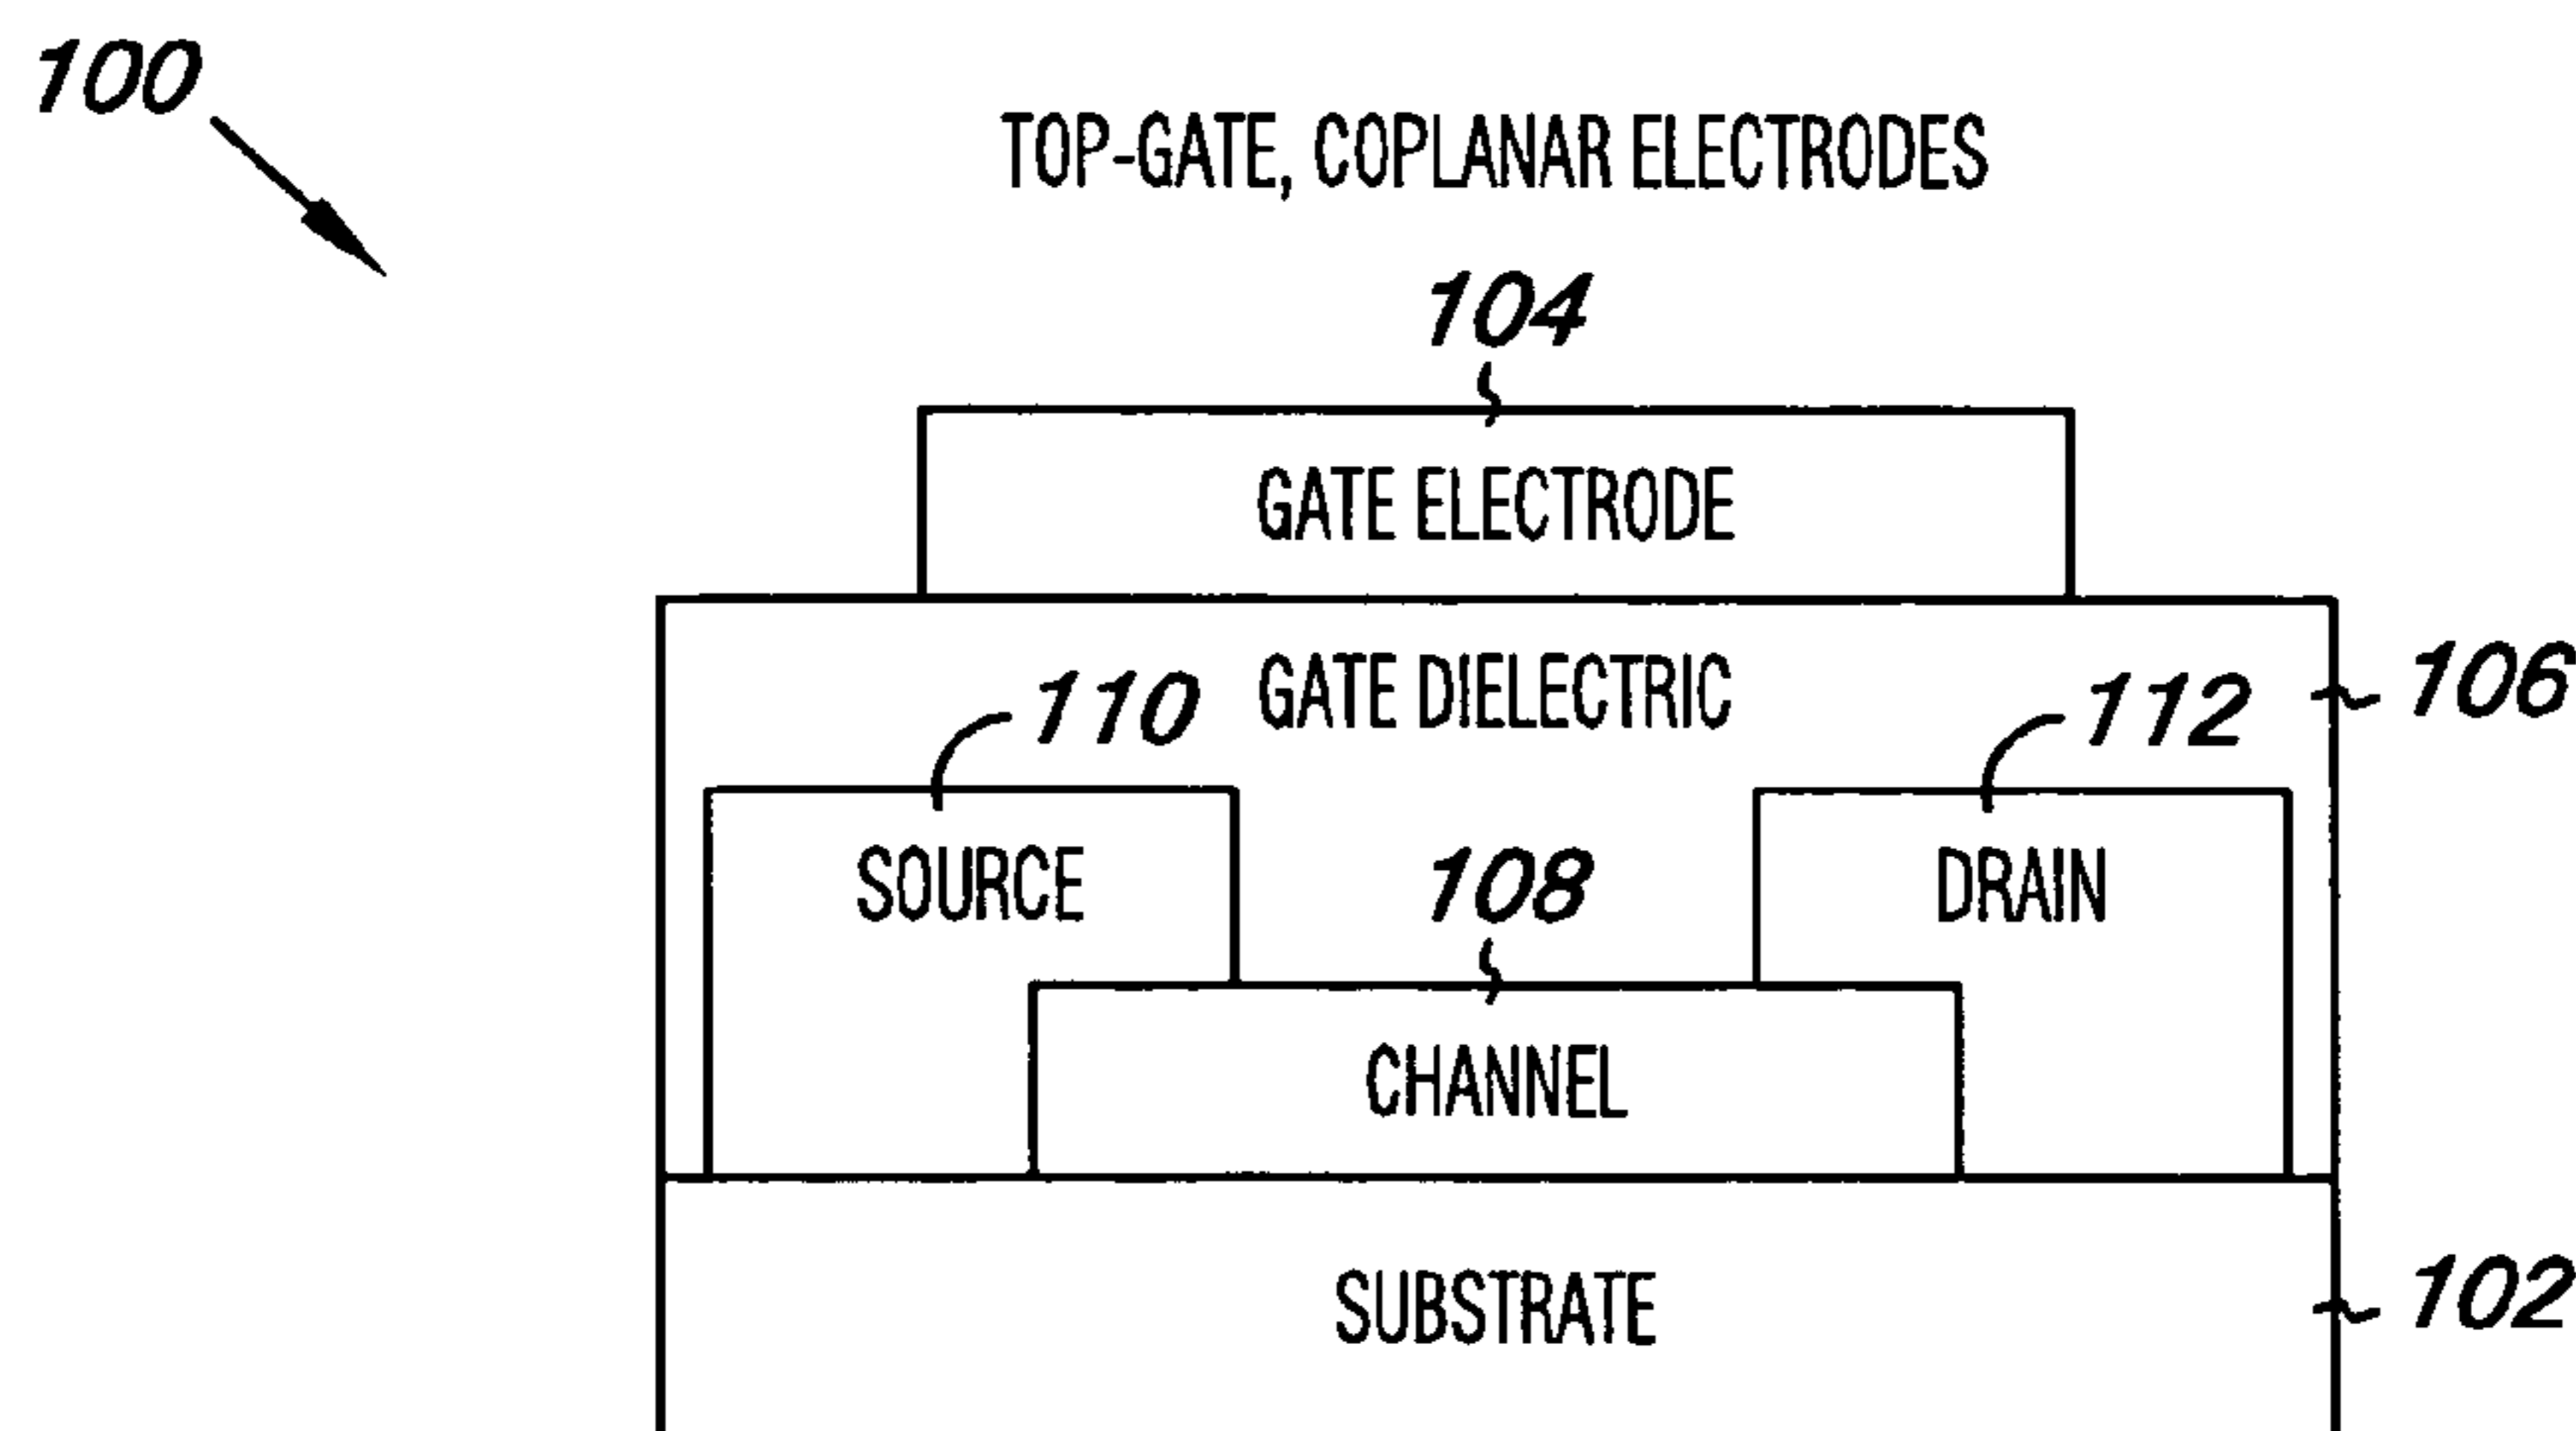 100
TOP-GATE, COPLANAR ELECTRODES
104
GATE ELECTRODE
GATE DIELECTRIC
106
110
112
SOURCE
108
DRAIN
CHANNEL
SUBSTRATE
102